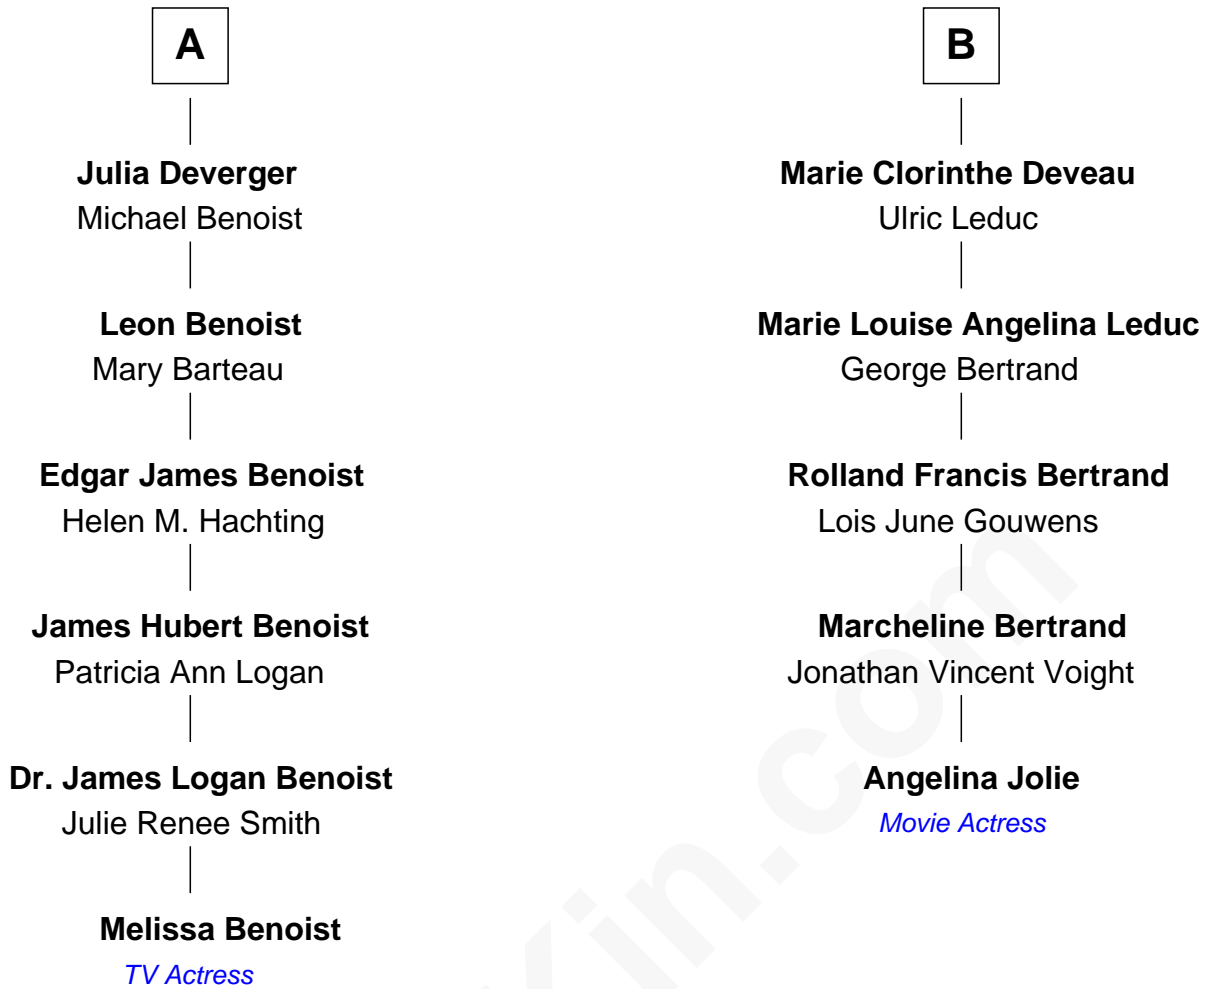 A
Julia Deverger
Michael Benoist
Leon Benoist
Mary Barteau
Edgar James Benoist
Helen M. Hachting
James Hubert Benoist
Patricia Ann Logan
Dr. James Logan Benoist
Julie Renee Smith
Melissa Benoist
TV Actress
B
Marie Clorinthe Deveau
Ulric Leduc
Marie Louise Angelina Leduc
George Bertrand
Rolland Francis Bertrand
Lois June Gouwens
Marcheline Bertrand
Jonathan Vincent Voight
Angelina Jolie
Movie Actress
Kin.com